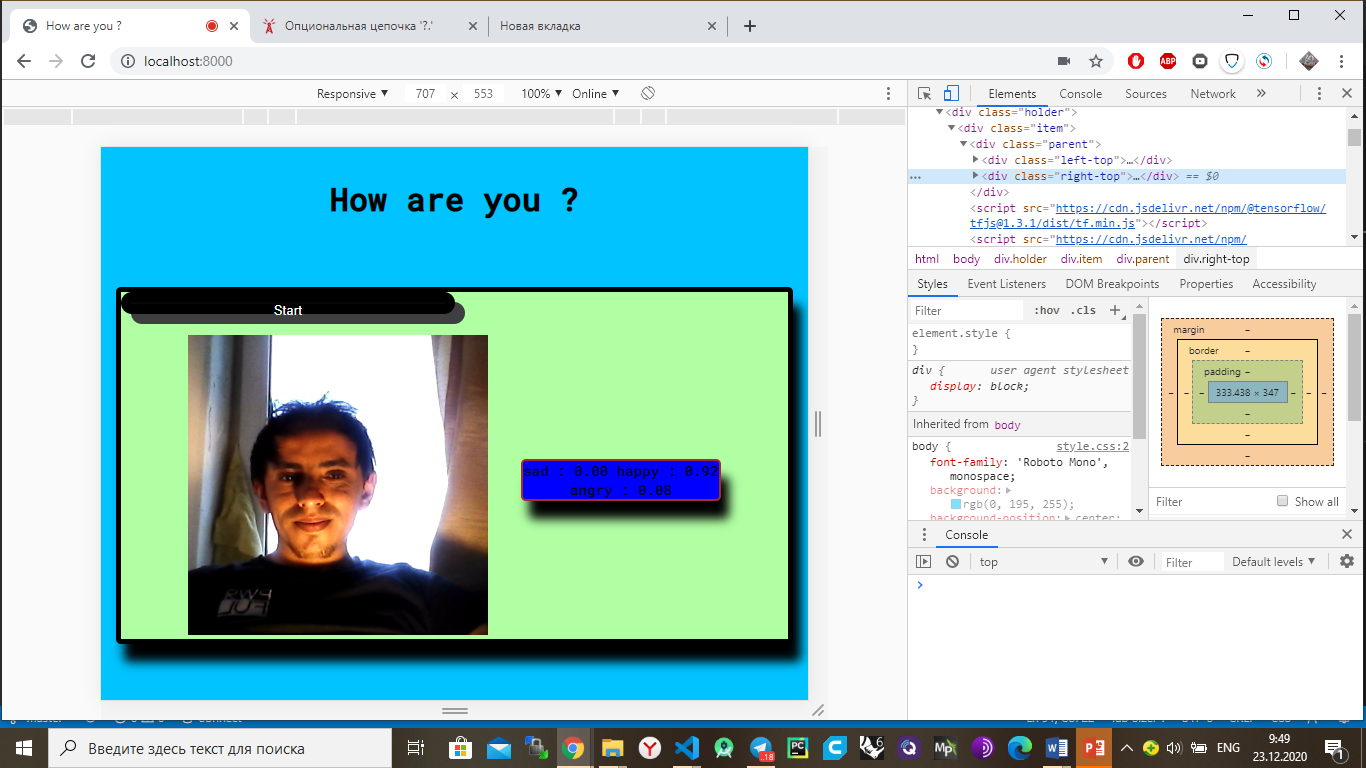 How are you ?
Опциональная цепочка '?.'
Новая вкладка
localhost:8000
ABP
Responsive ▼ 707 × 553 100% ▼ Online ▼
Elements Console Sources Network »
▼<div class="holder">
▼<div class="item">
▼<div class="parent">
▶<div class="left-top">…</div>
… ▶<div class="right-top">…</div> == $0
</div>
<script src="https://cdn.jsdelivr.net/npm/@tensorflow/
tfjs@1.3.1/dist/tf.min.js"></script>
<script src="https://cdn.jsdelivr.net/npm/
html body div.holder div.item div.parent div.right-top
Styles Event Listeners DOM Breakpoints Properties Accessibility
Filter :hov .cls +
element.style {
}
div { user agent stylesheet
display: block;
}
Inherited from body
body { style.css:2
font-family: 'Roboto Mono',
monospace;
background: ▶
rgb(0, 195, 255);
background-position: ▶ center;
margin –
border –
padding –
– – – 333.438 × 347 – – –
–
–
–
Filter Show all
Console
top ▼ Filter Default levels ▼
How are you ?
Start
sad : 0.00 happy : 0.92
angry : 0.08
Введите здесь текст для поиска
.18
PC
6
Mp
ENG
9:49
23.12.2020
1